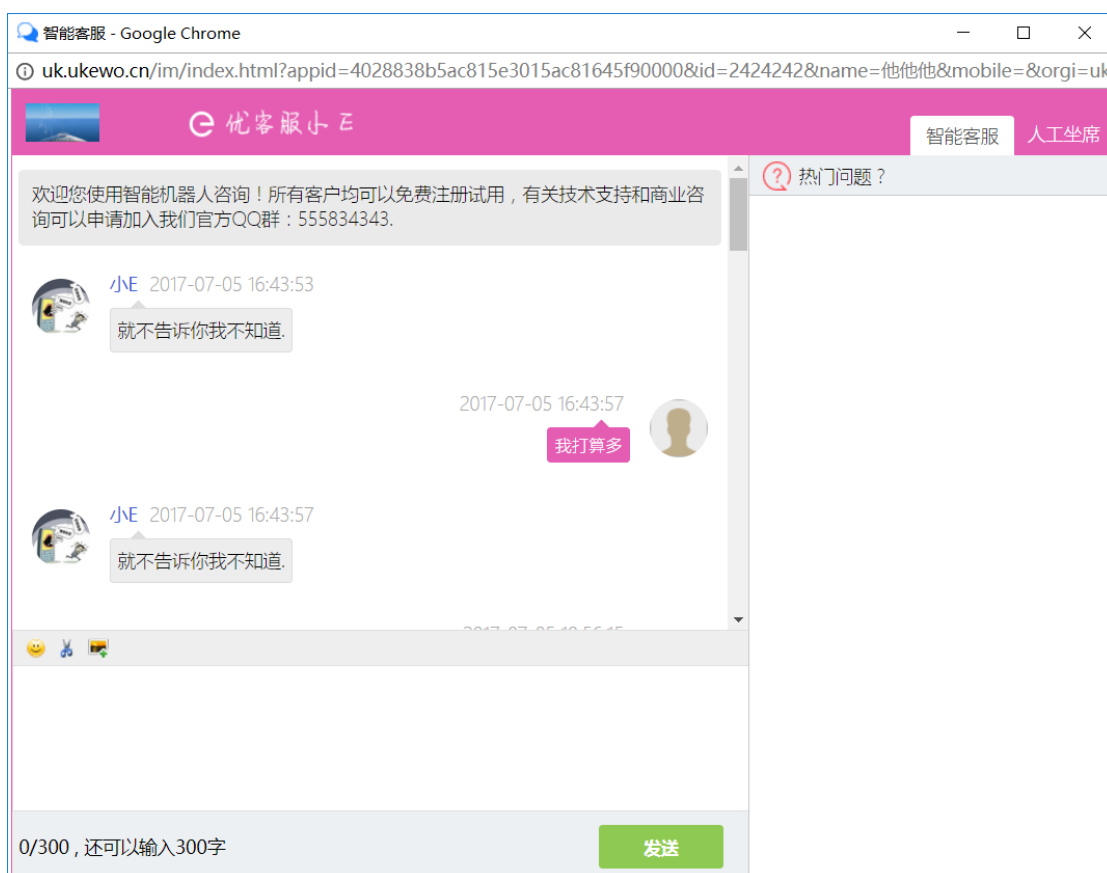 智能客服 - Google Chrome
uk.ukewo.cn/im/index.html?appid=4028838b5ac815e3015ac81645f90000&id=2424242&name=他他他&mobile=&orgi=uk
e 优客服小E
智能客服
人工坐席
欢迎您使用智能机器人咨询！所有客户均可以免费注册试用，有关技术支持和商业咨
询可以申请加入我们官方QQ群：555834343.
热门问题？
小E 2017-07-05 16:43:53
就不告诉你我不知道.
2017-07-05 16:43:57
我打算多
小E 2017-07-05 16:43:57
就不告诉你我不知道.
0/300 , 还可以输入300字
发送